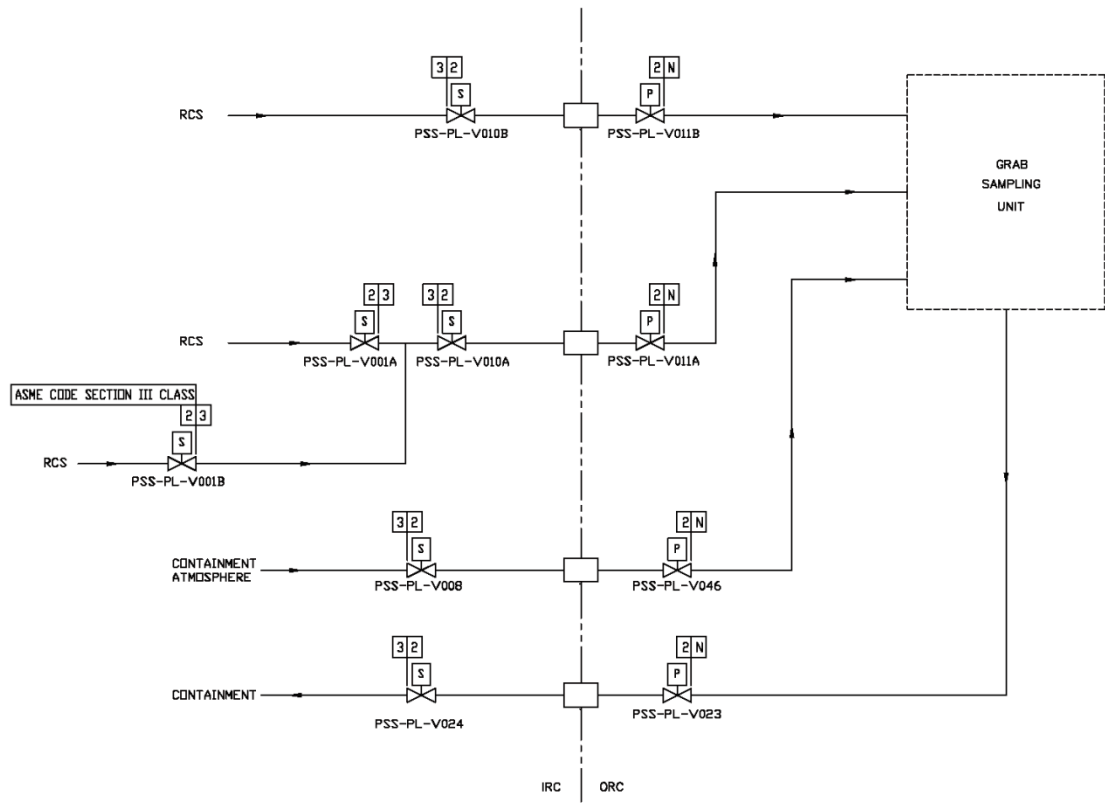 3 2
2 N
S
P
RCS
PSS-PL-V010B
PSS-PL-V011B
GRAB
SAMPLING
UNIT
2 3
3 2
2 N
S
S
P
RCS
PSS-PL-V001A
PSS-PL-V010A
PSS-PL-V011A
ASME CODE SECTION III CLASS
2 3
S
RCS
PSS-PL-V001B
3 2
2 N
S
P
CONTAINMENT
ATMOSPHERE
PSS-PL-V008
PSS-PL-V046
3 2
2 N
S
P
CONTAINMENT
PSS-PL-V024
PSS-PL-V023
IRC
ORC